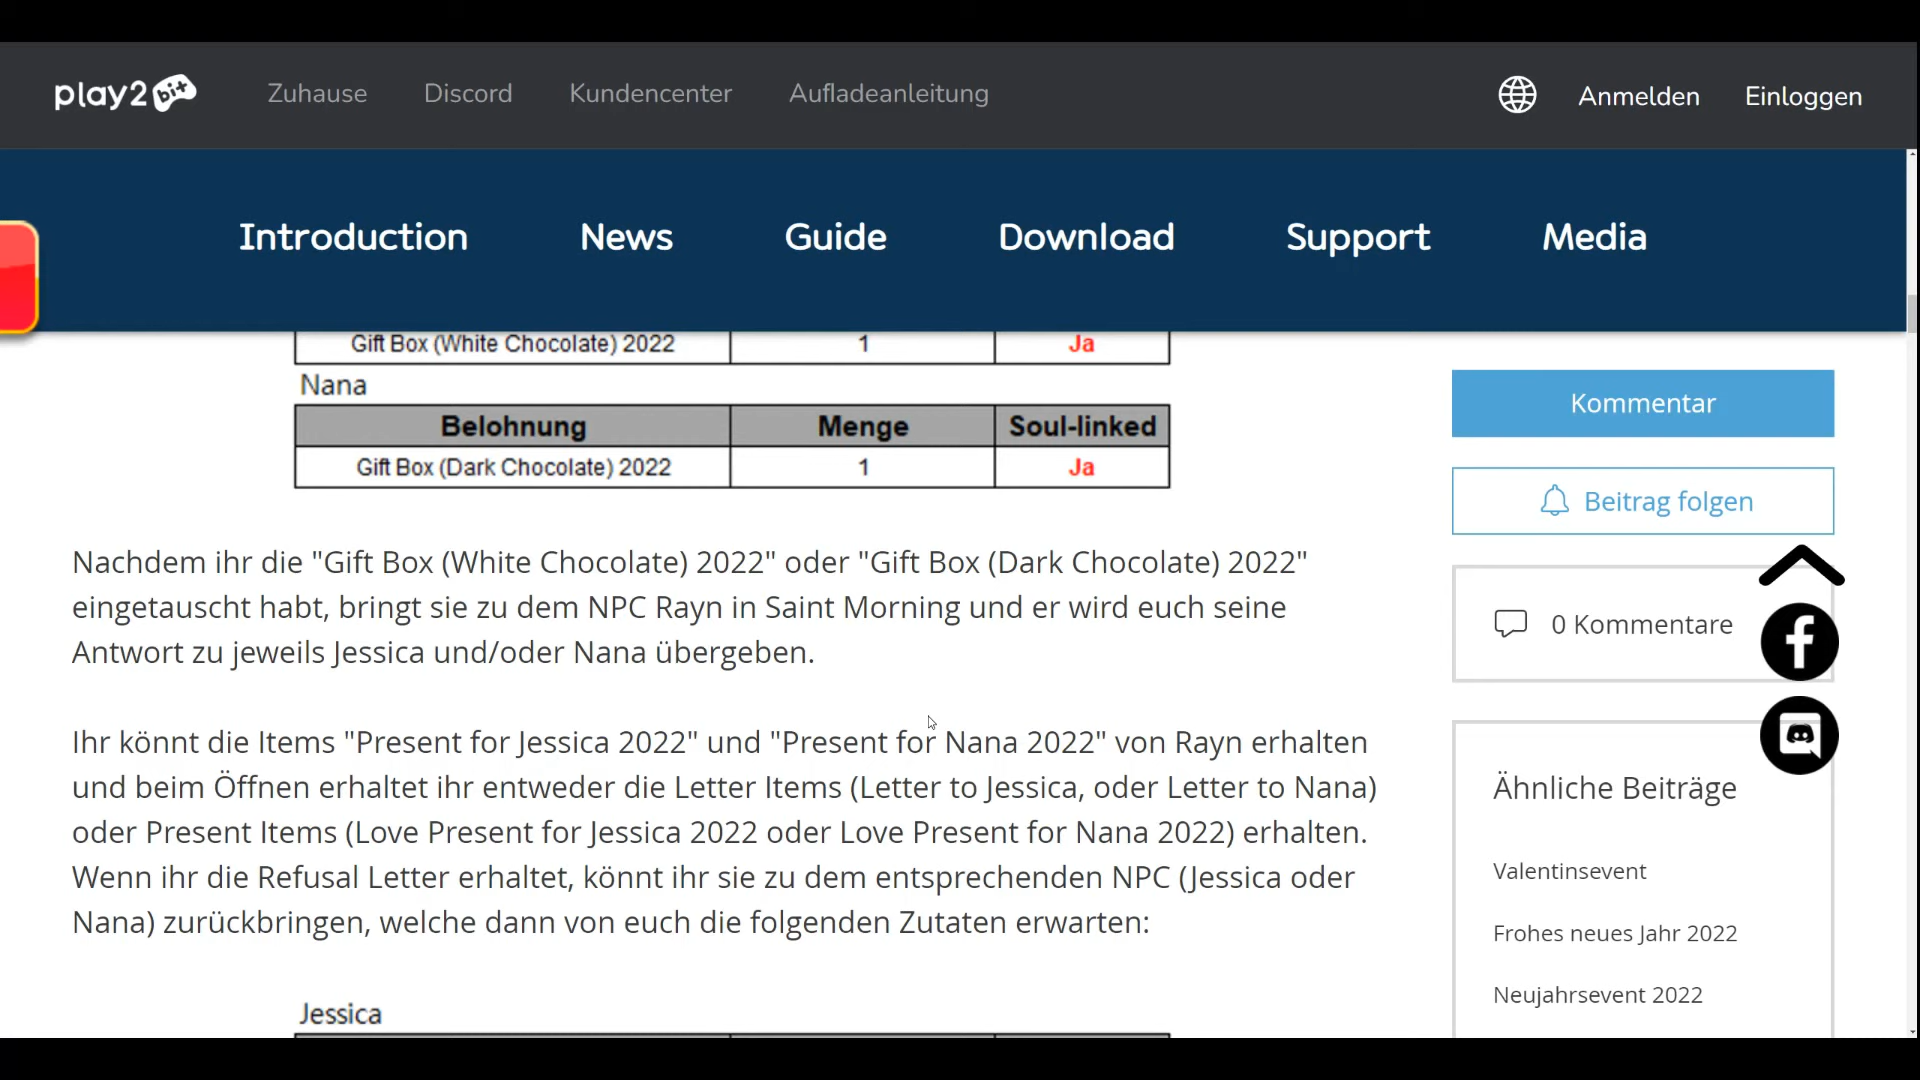 play2bit Zuhause Discord Kundencenter Aufladeanleitung Anmelden Einloggen
Introduction News Guide Download Support Media
Gift Box (White Chocolate) 2022 1 Ja
Nana
Belohnung Menge Soul-linked
Gift Box (Dark Chocolate) 2022 1 Ja
Nachdem ihr die "Gift Box (White Chocolate) 2022" oder "Gift Box (Dark Chocolate) 2022"
eingetauscht habt, bringt sie zu dem NPC Rayn in Saint Morning und er wird euch seine
Antwort zu jeweils Jessica und/oder Nana übergeben.
Ihr könnt die Items "Present for Jessica 2022" und "Present for Nana 2022" von Rayn erhalten
und beim Öffnen erhaltet ihr entweder die Letter Items (Letter to Jessica, oder Letter to Nana)
oder Present Items (Love Present for Jessica 2022 oder Love Present for Nana 2022) erhalten.
Wenn ihr die Refusal Letter erhaltet, könnt ihr sie zu dem entsprechenden NPC (Jessica oder
Nana) zurückbringen, welche dann von euch die folgenden Zutaten erwarten:
Jessica
Kommentar
Beitrag folgen
0 Kommentare
Ähnliche Beiträge
Valentinsevent
Frohes neues Jahr 2022
Neujahrsevent 2022